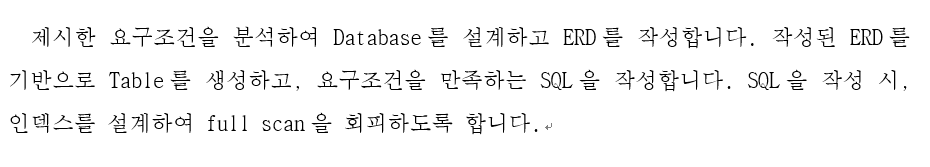 제시한 요구조건을 분석하여 Database를 설계하고 ERD를 작성합니다. 작성된 ERD를
기반으로 Table를 생성하고, 요구조건을 만족하는 SQL을 작성합니다. SQL을 작성 시,
인덱스를 설계하여 full scan을 회피하도록 합니다.